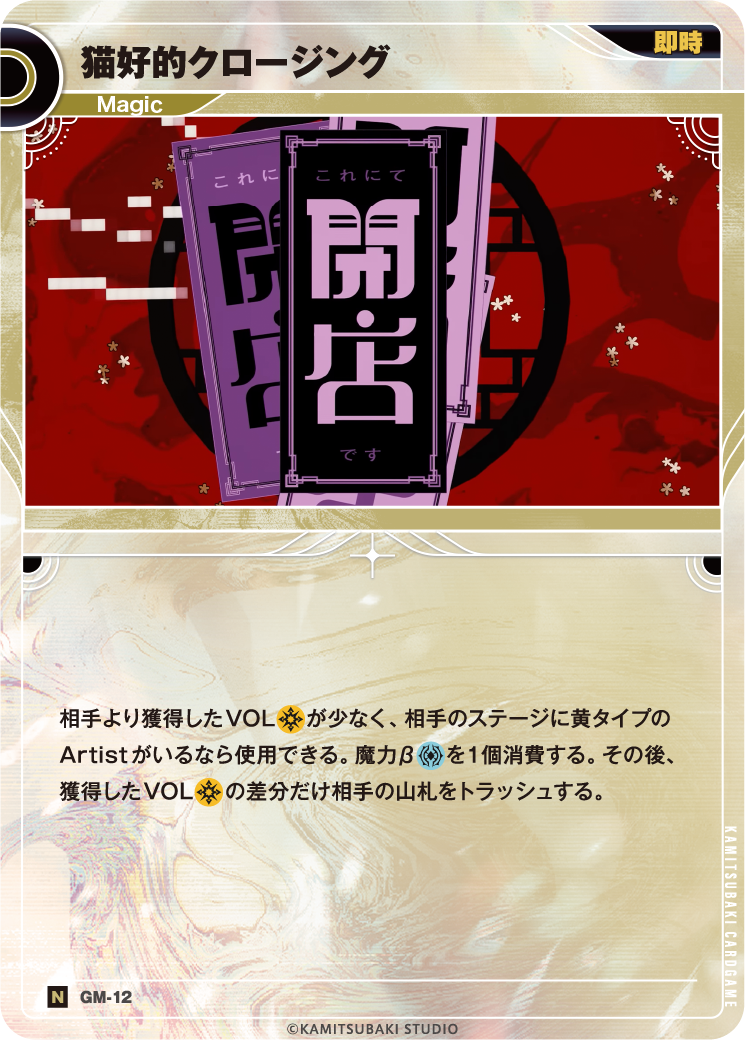 猫好的クロージング
即時
Magic
これに
これにて
開店
です
相手より獲得したVOLが少なく、相手のステージに黄タイプの
Artistがいるなら使用できる。魔力βを1個消費する。その後、
獲得したVOLの差分だけ相手の山札をトラッシュする。
KAMITSUBAKI CARDGAME
N GM-12
©KAMITSUBAKI STUDIO